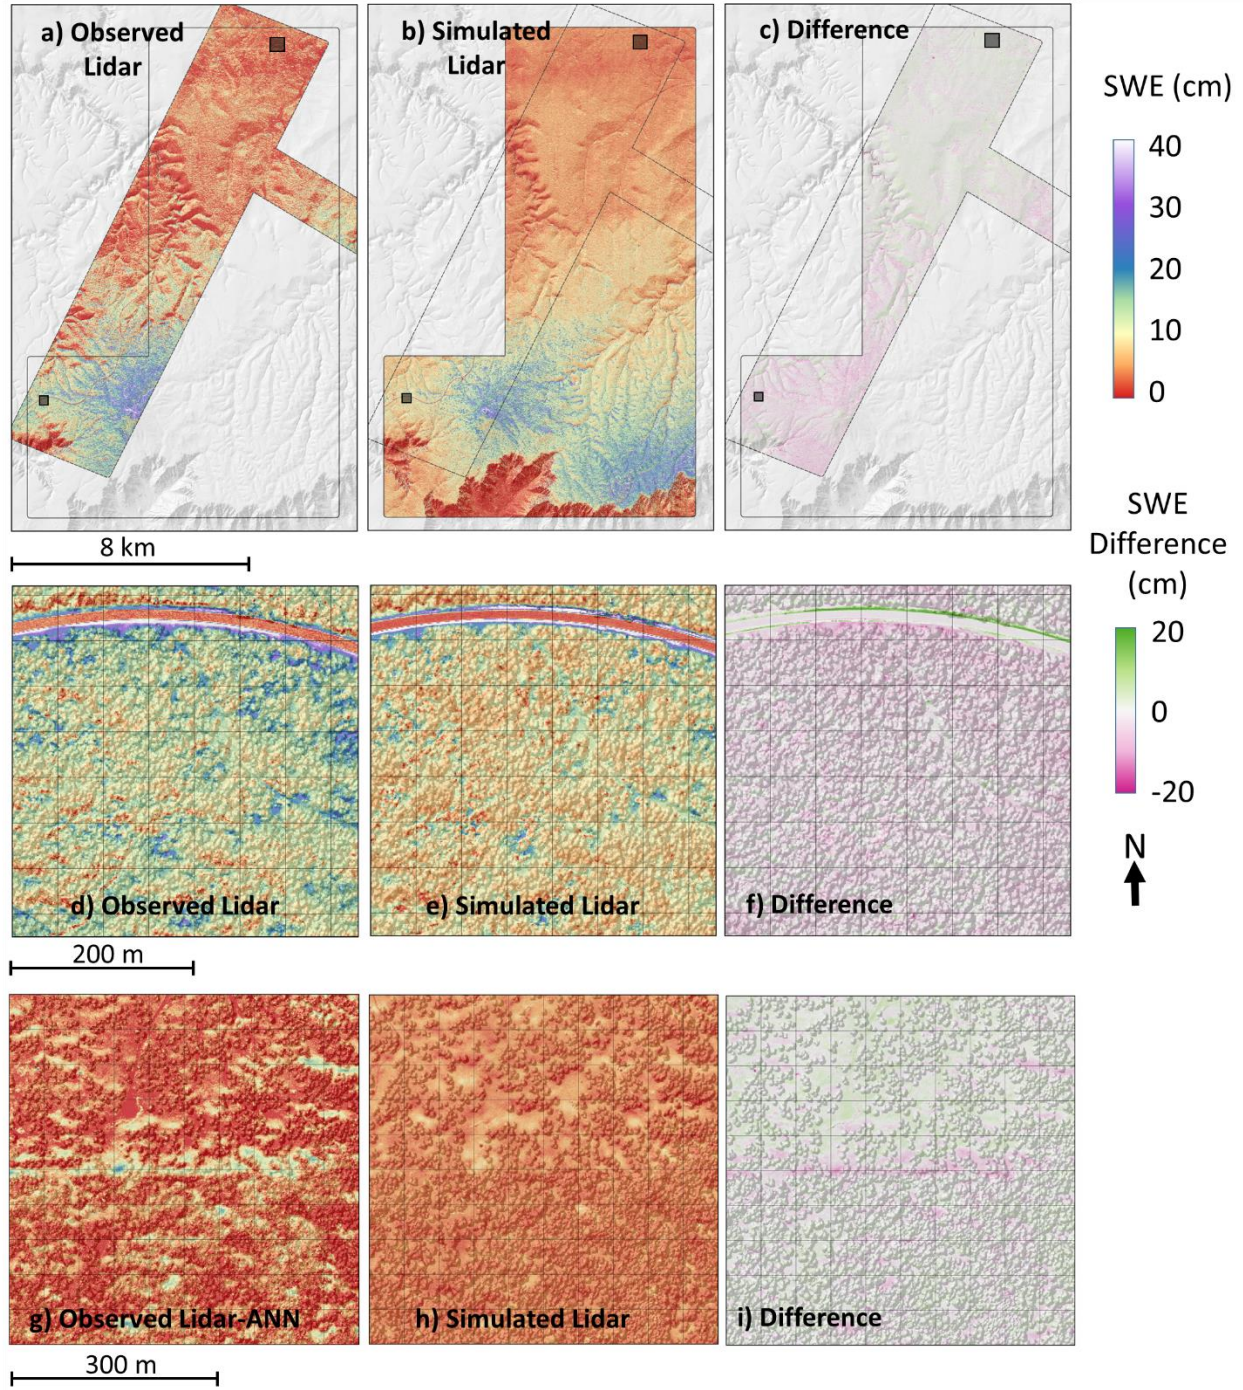 a) Observed
Lidar
b) Simulated
Lidar
c) Difference
SWE (cm)
40
30
20
10
0
8 km
SWE
Difference
(cm)
20
0
-20
N
d) Observed Lidar
e) Simulated Lidar
f) Difference
200 m
g) Observed Lidar-ANN
h) Simulated Lidar
i) Difference
300 m